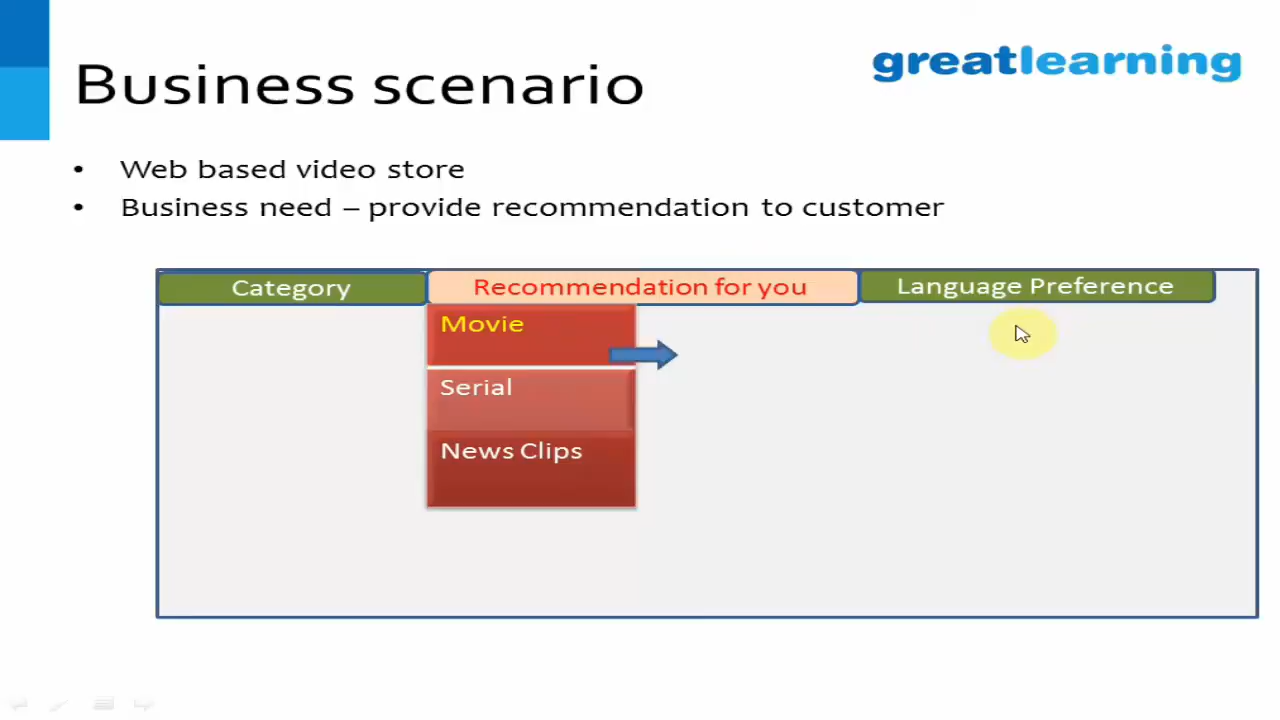 greatlearning
Business scenario
• Web based video store
• Business need – provide recommendation to customer
Category
Recommendation for you
Language Preference
Movie
Serial
News Clips